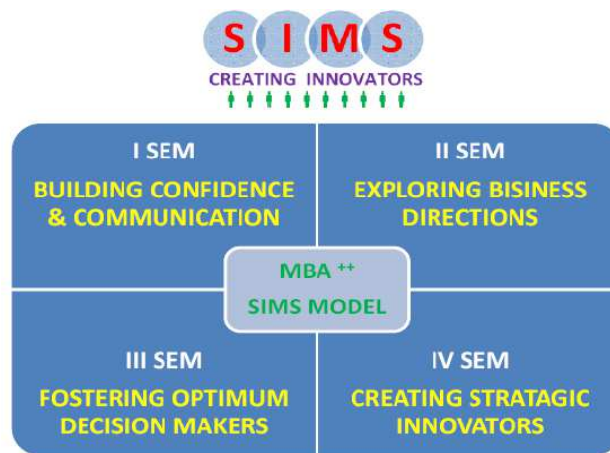 SIMS
CREATING INNOVATORS
I SEM
BUILDING CONFIDENCE
& COMMUNICATION
II SEM
EXPLORING BISINESS
DIRECTIONS
MBA ++
SIMS MODEL
III SEM
FOSTERING OPTIMUM
DECISION MAKERS
IV SEM
CREATING STRATAGIC
INNOVATORS